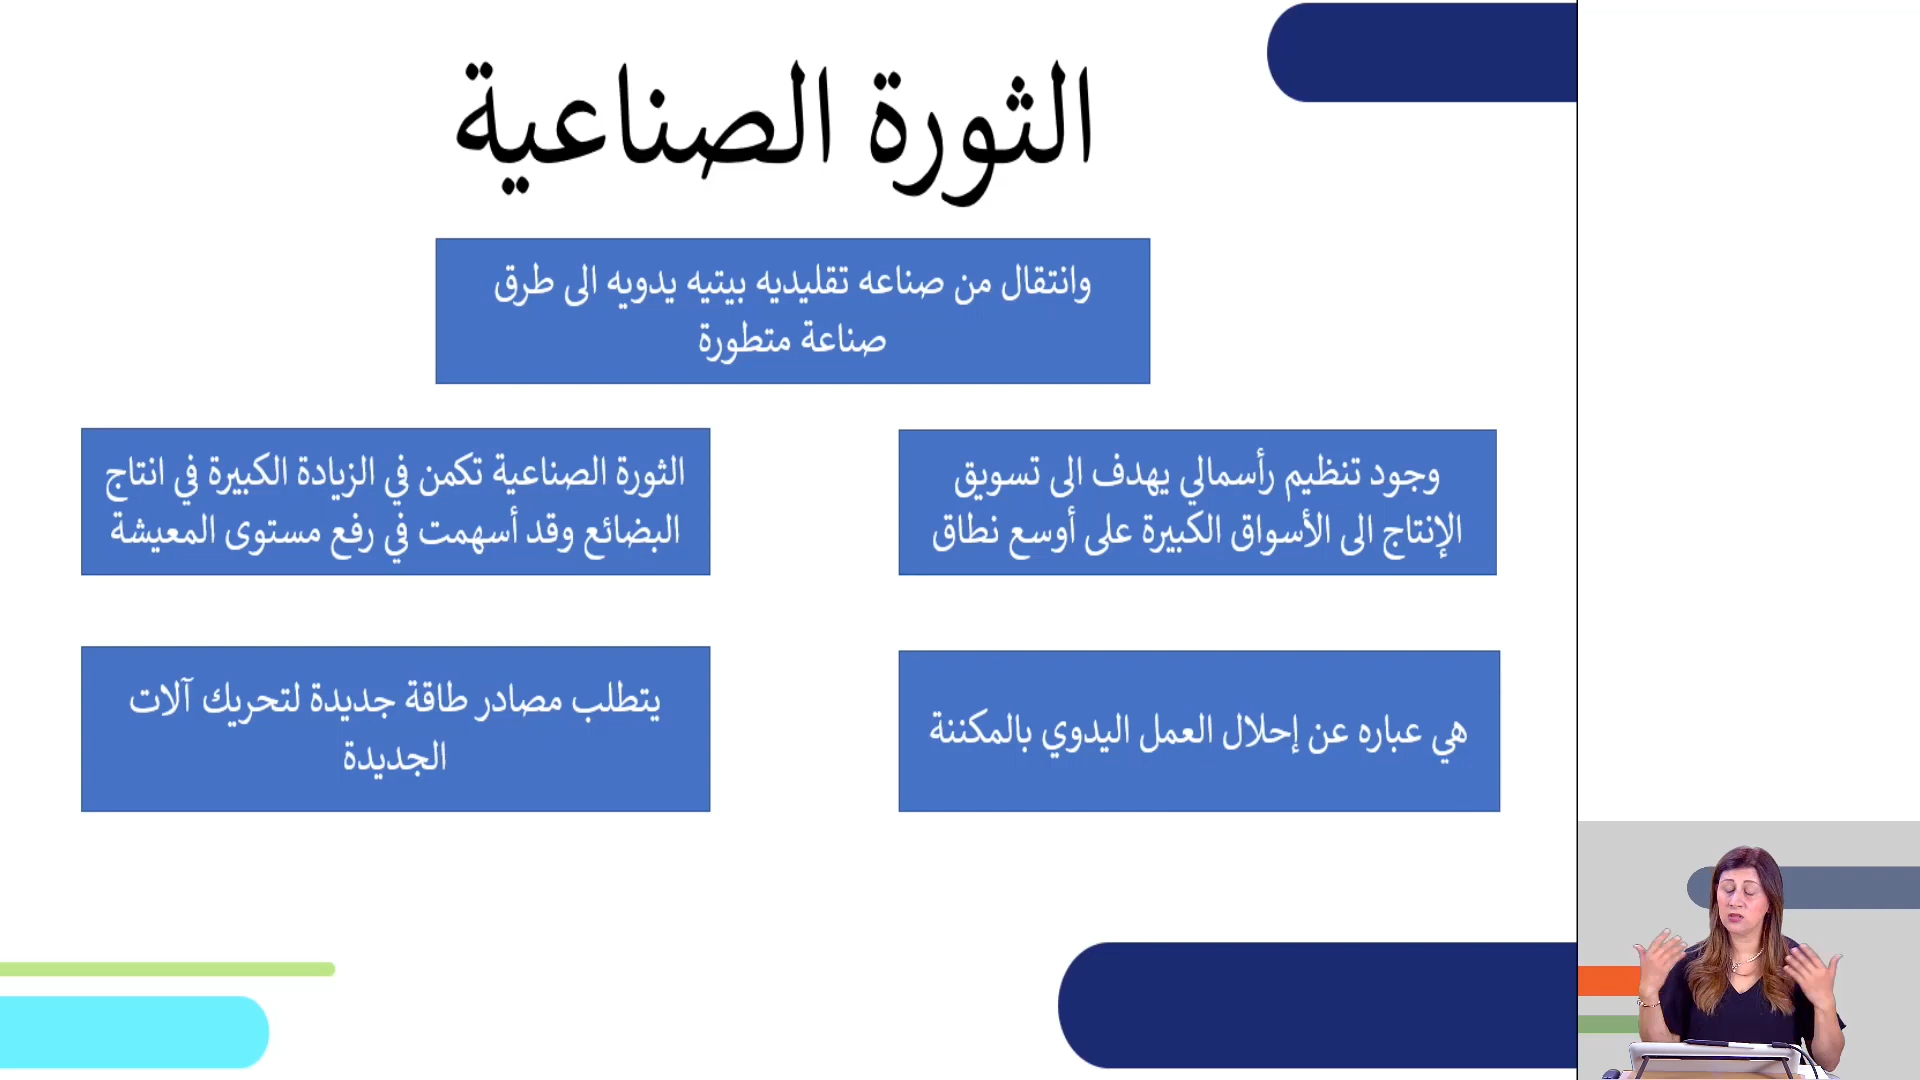 الثورة الصناعية
وانتقال من صناعه تقليديه بيتيه يدويه الى طرق
صناعة متطورة
وجود تنظيم رأسمالي يهدف الى تسويق
الإنتاج الى الأسواق الكبيرة على أوسع نطاق
الثورة الصناعية تكمن في الزيادة الكبيرة في انتاج
البضائع وقد أسهمت في رفع مستوى المعيشة
هي عباره عن إحلال العمل اليدوي بالمكننة
يتطلب مصادر طاقة جديدة لتحريك آلات
الجديدة